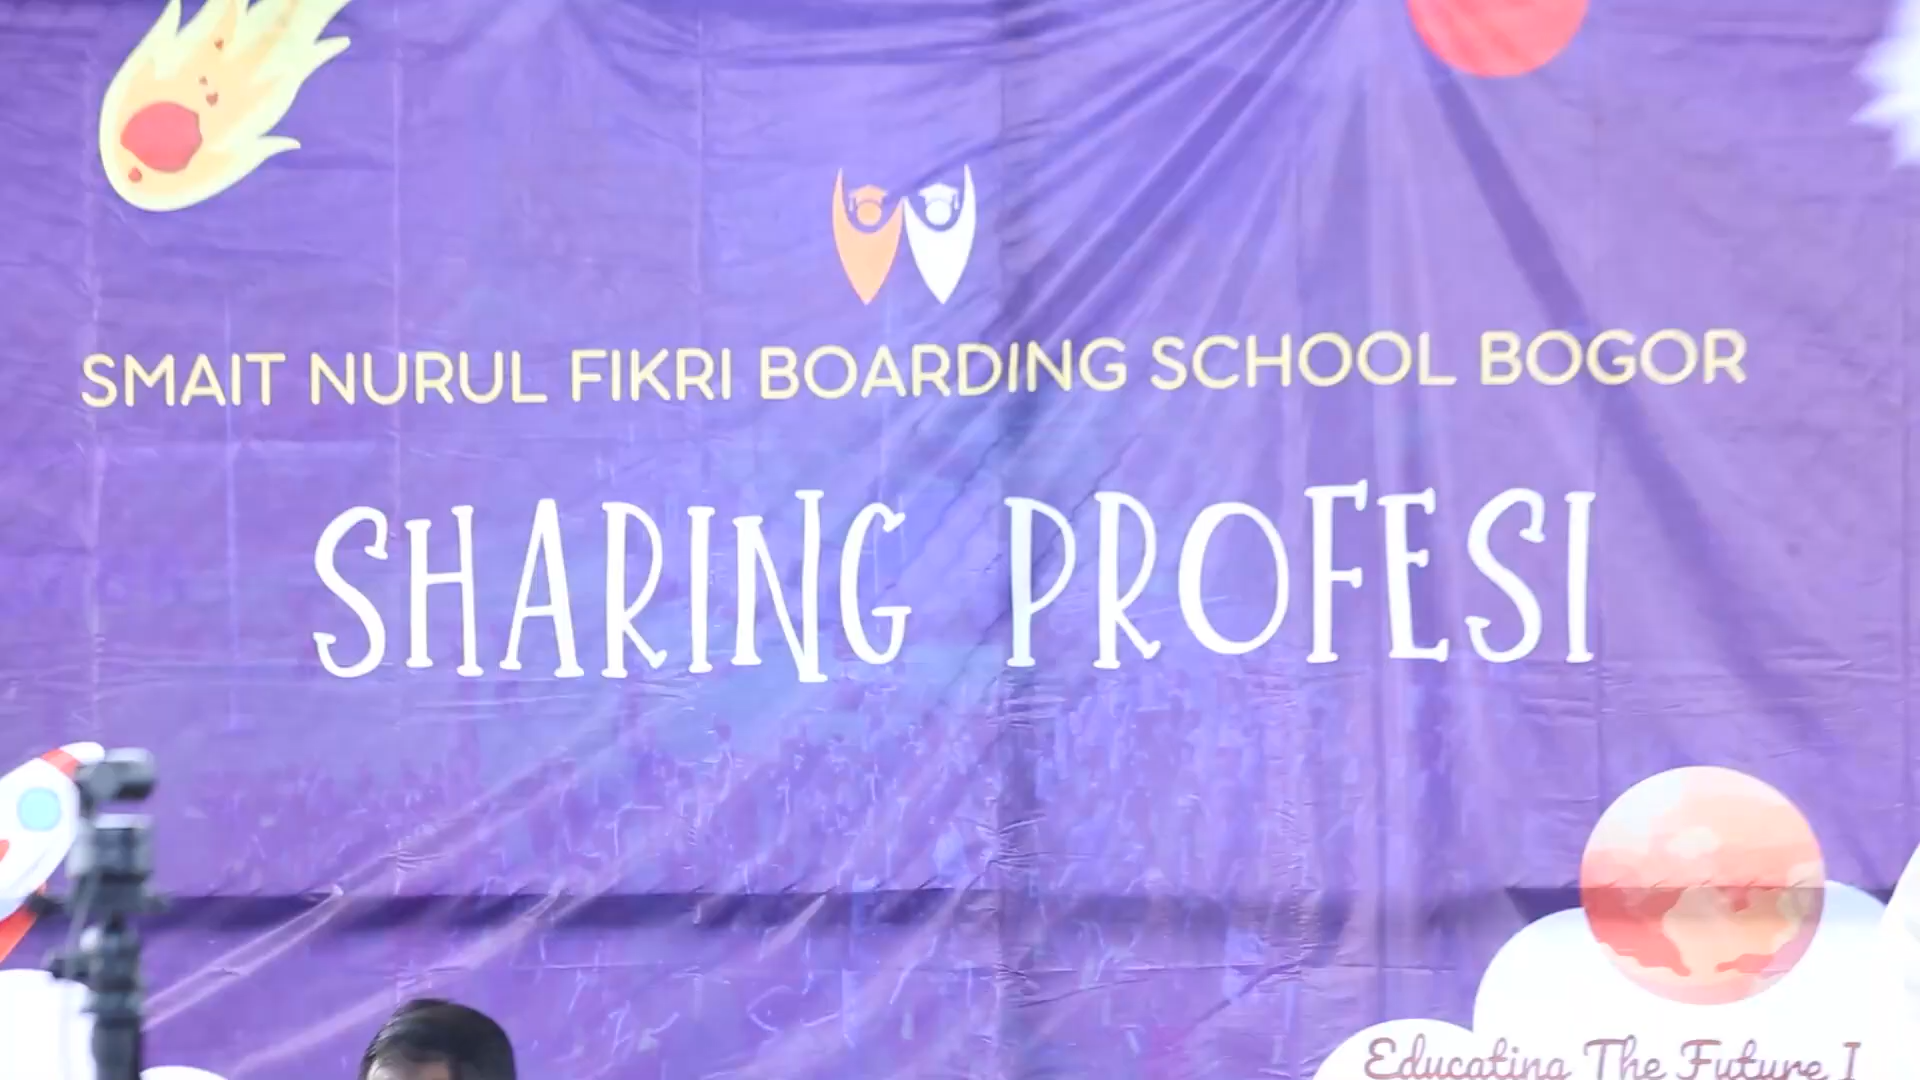 SMAIT NURUL FIKRI BOARDING SCHOOL BOGOR
SHARING PROFESI
Educating The Future